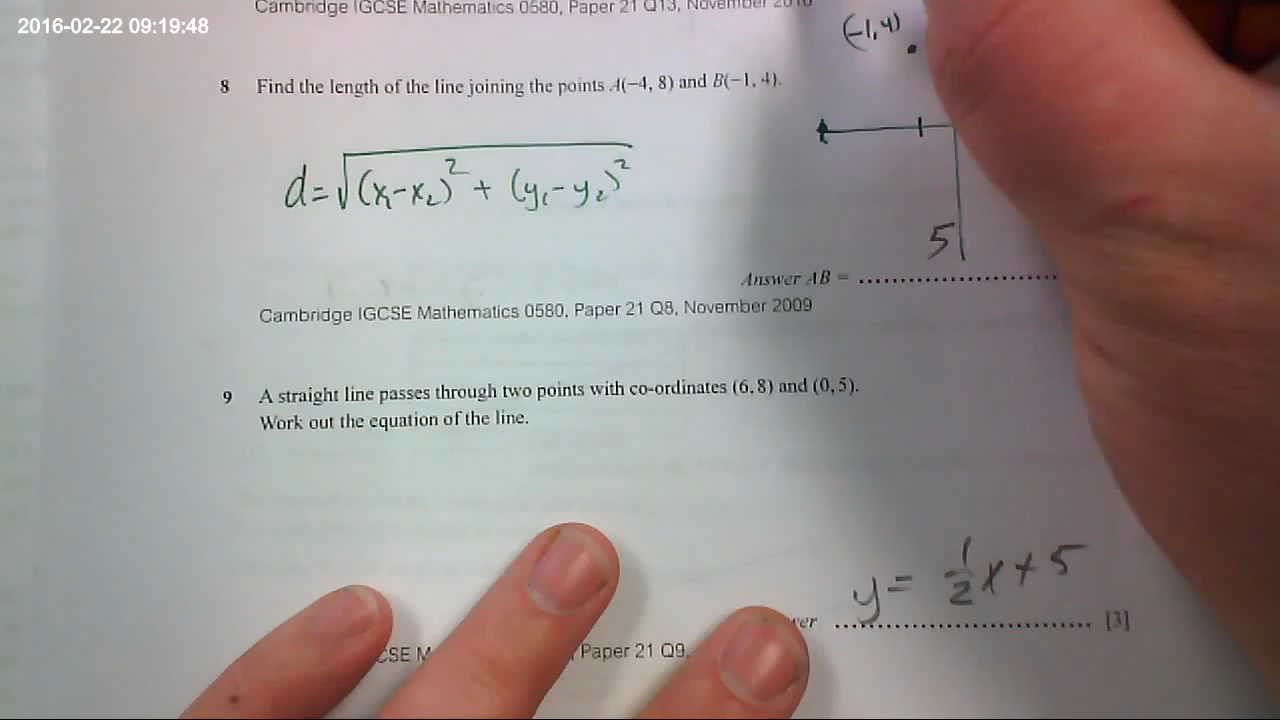 2016-02-22 09:19:48
Cambridge IGCSE Mathematics 0580, Paper 21 Q13, November 2010
(-1,4)
8 Find the length of the line joining the points A(−4, 8) and B(−1, 4).
d=√(x₁-x₂)² + (y₁-y₂)²
5
Answer AB = ........................
Cambridge IGCSE Mathematics 0580, Paper 21 Q8, November 2009
9 A straight line passes through two points with co-ordinates (6, 8) and (0, 5).
Work out the equation of the line.
y = 1/2 x + 5
wer ................................ [3]
CSE M Paper 21 Q9,